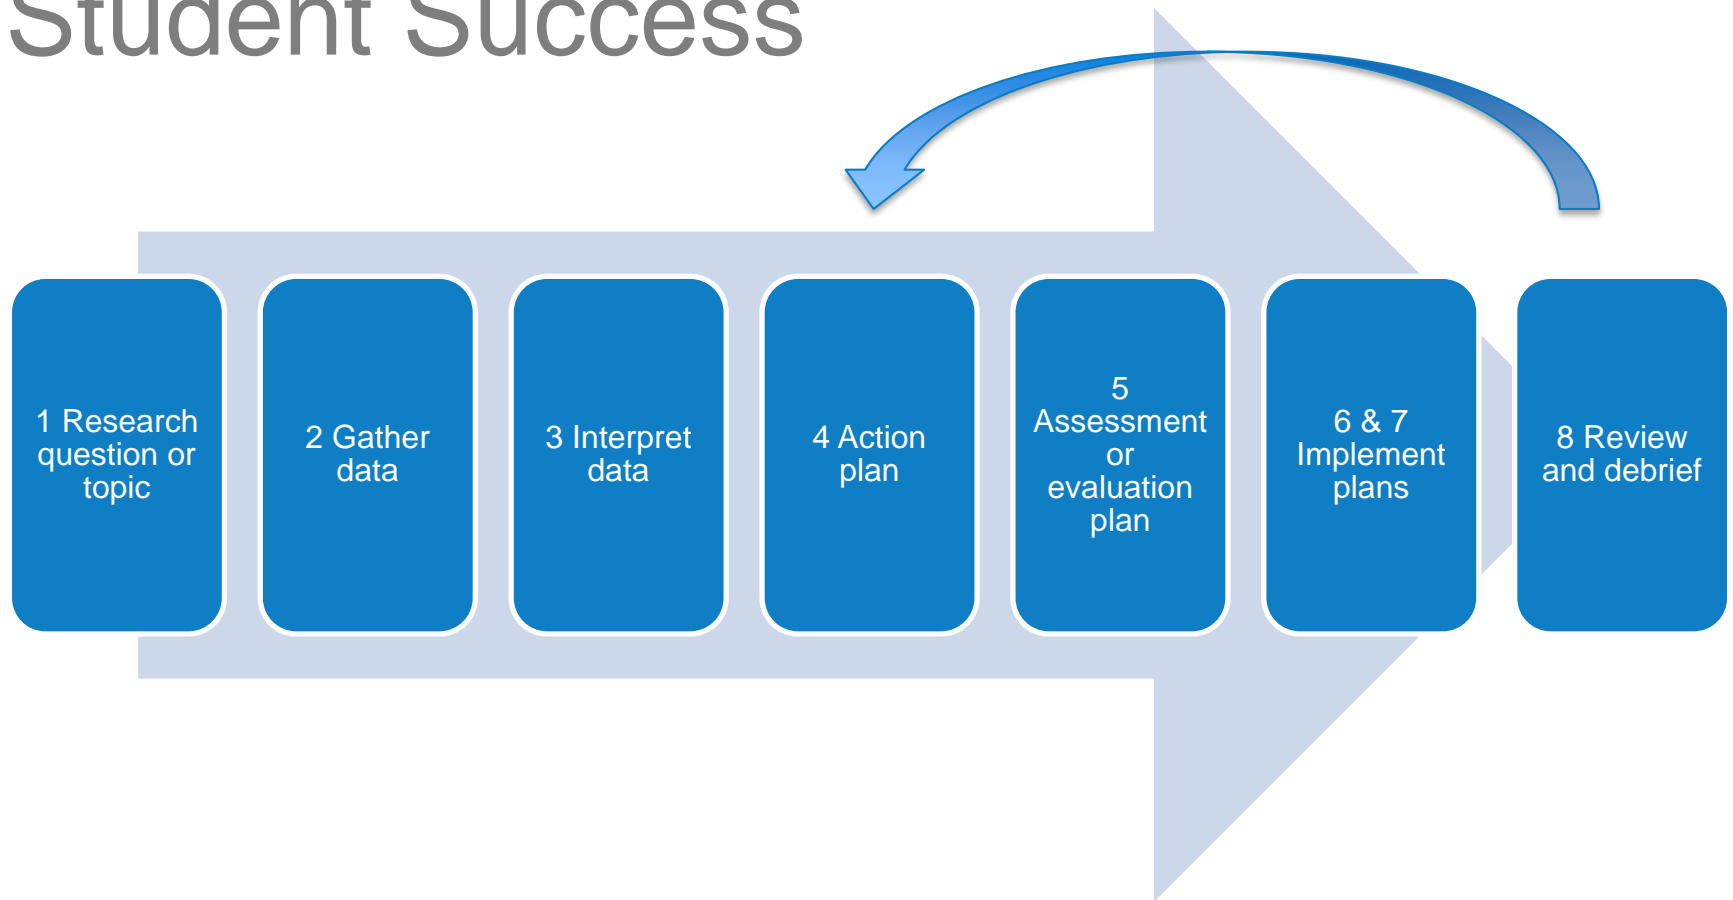 Student Success
1 Research
question or
topic
2 Gather
data
3 Interpret
data
4 Action
plan
5
Assessment
or
evaluation
plan
6 & 7
Implement
plans
8 Review
and debrief